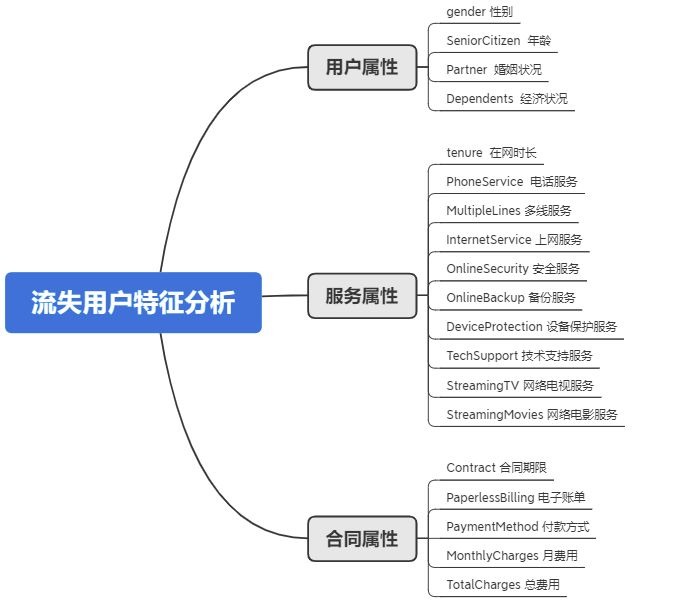 流失用户特征分析
用户属性
gender 性别
SeniorCitizen 年龄
Partner 婚姻状况
Dependents 经济状况
服务属性
tenure 在网时长
PhoneService 电话服务
MultipleLines 多线服务
InternetService 上网服务
OnlineSecurity 安全服务
OnlineBackup 备份服务
DeviceProtection 设备保护服务
TechSupport 技术支持服务
StreamingTV 网络电视服务
StreamingMovies 网络电影服务
合同属性
Contract 合同期限
PaperlessBilling 电子账单
PaymentMethod 付款方式
MonthlyCharges 月费用
TotalCharges 总费用